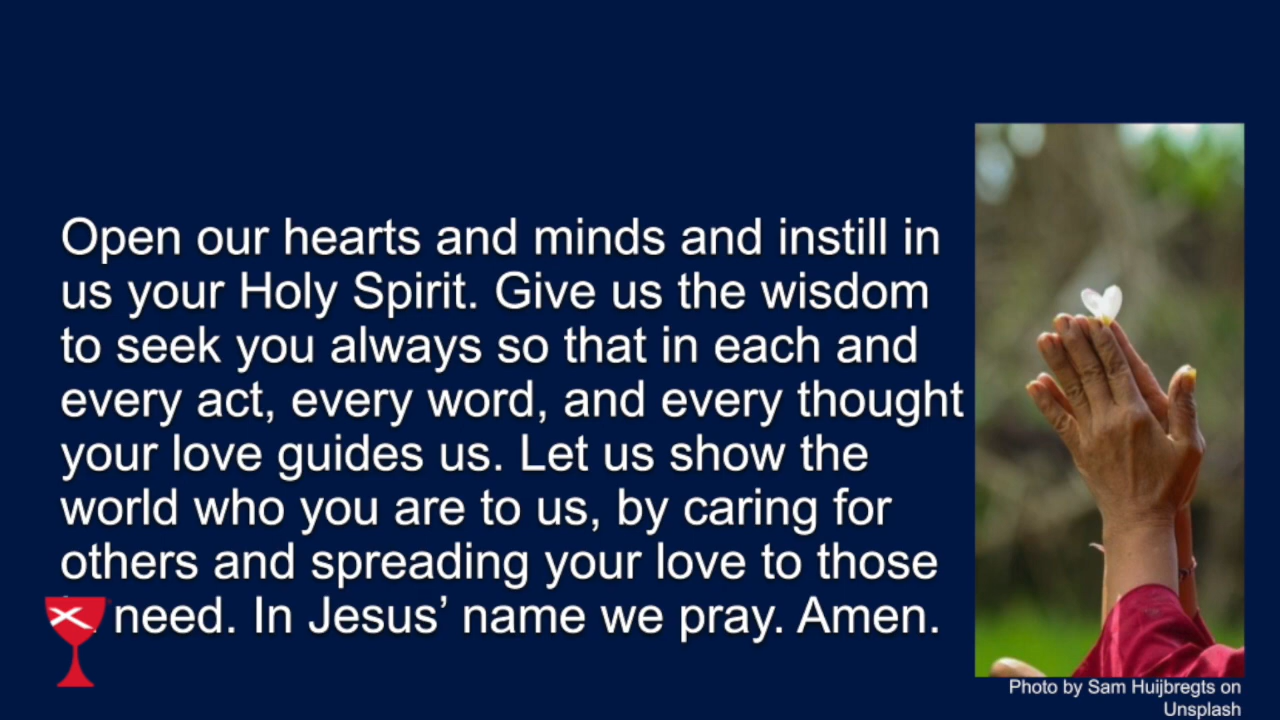 Open our hearts and minds and instill in
us your Holy Spirit. Give us the wisdom
to seek you always so that in each and
every act, every word, and every thought
your love guides us. Let us show the
world who you are to us, by caring for
others and spreading your love to those
need. In Jesus’ name we pray. Amen.
Photo by Sam Huijbregts on
Unsplash